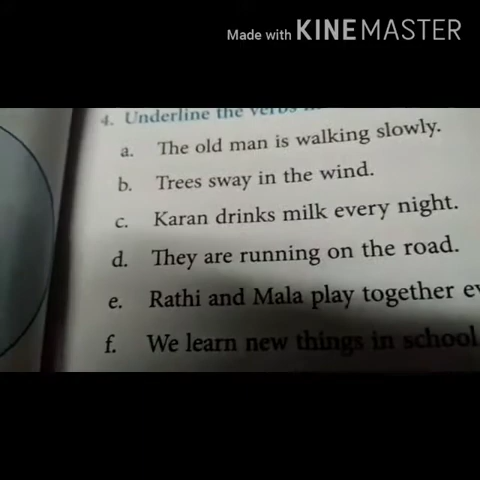 Made with KINEMASTER
4. Underline the verbs
a. The old man is walking slowly.
b. Trees sway in the wind.
c. Karan drinks milk every night.
d. They are running on the road.
e. Rathi and Mala play together
f. We learn new things in school